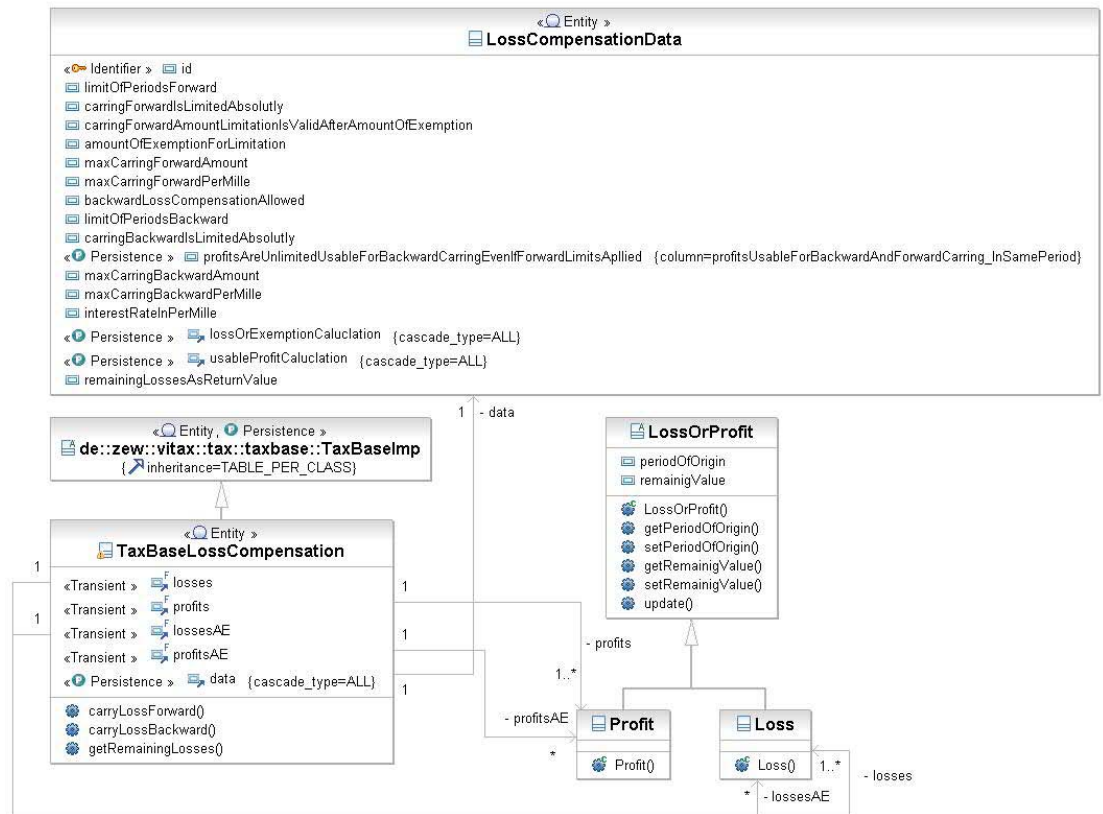 «Entity »
LossCompensationData
«Identifier » id
limitOfPeriodsForward
carringForwardIsLimitedAbsolutly
carringForwardAmountLimitationIsValidAfterAmountOfExemption
amountOfExemptionForLimitation
maxCarringForwardAmount
maxCarringForwardPerMille
backwardLossCompensationAllowed
limitOfPeriodsBackward
carringBackwardIsLimitedAbsolutly
«Persistence » profitsAreUnlimitedUsableForBackwardCarringEvenIfForwardLimitsApllied {column=profitsUsableForBackwardAndForwardCarring_InSamePeriod}
maxCarringBackwardAmount
maxCarringBackwardPerMille
interestRateInPerMille
«Persistence » lossOrExemptionCaluclation {cascade_type=ALL}
«Persistence » usableProfitCaluclation {cascade_type=ALL}
remainingLossesAsReturnValue
1 - data
«Entity , Persistence »
de::zew::vitax::tax::taxbase::TaxBaseImp
{inheritance=TABLE_PER_CLASS}
LossOrProfit
periodOfOrigin
remainigValue
LossOrProfit()
getPeriodOfOrigin()
setPeriodOfOrigin()
getRemainigValue()
setRemainigValue()
update()
«Entity »
TaxBaseLossCompensation
«Transient » losses
«Transient » profits
«Transient » lossesAE
«Transient » profitsAE
«Persistence » data {cascade_type=ALL}
carryLossForward()
carryLossBackward()
getRemainingLosses()
1
1
1
1
1
- profits
1..*
- profitsAE
*
Profit
Profit()
Loss
Loss()
1..*
- losses
* - lossesAE